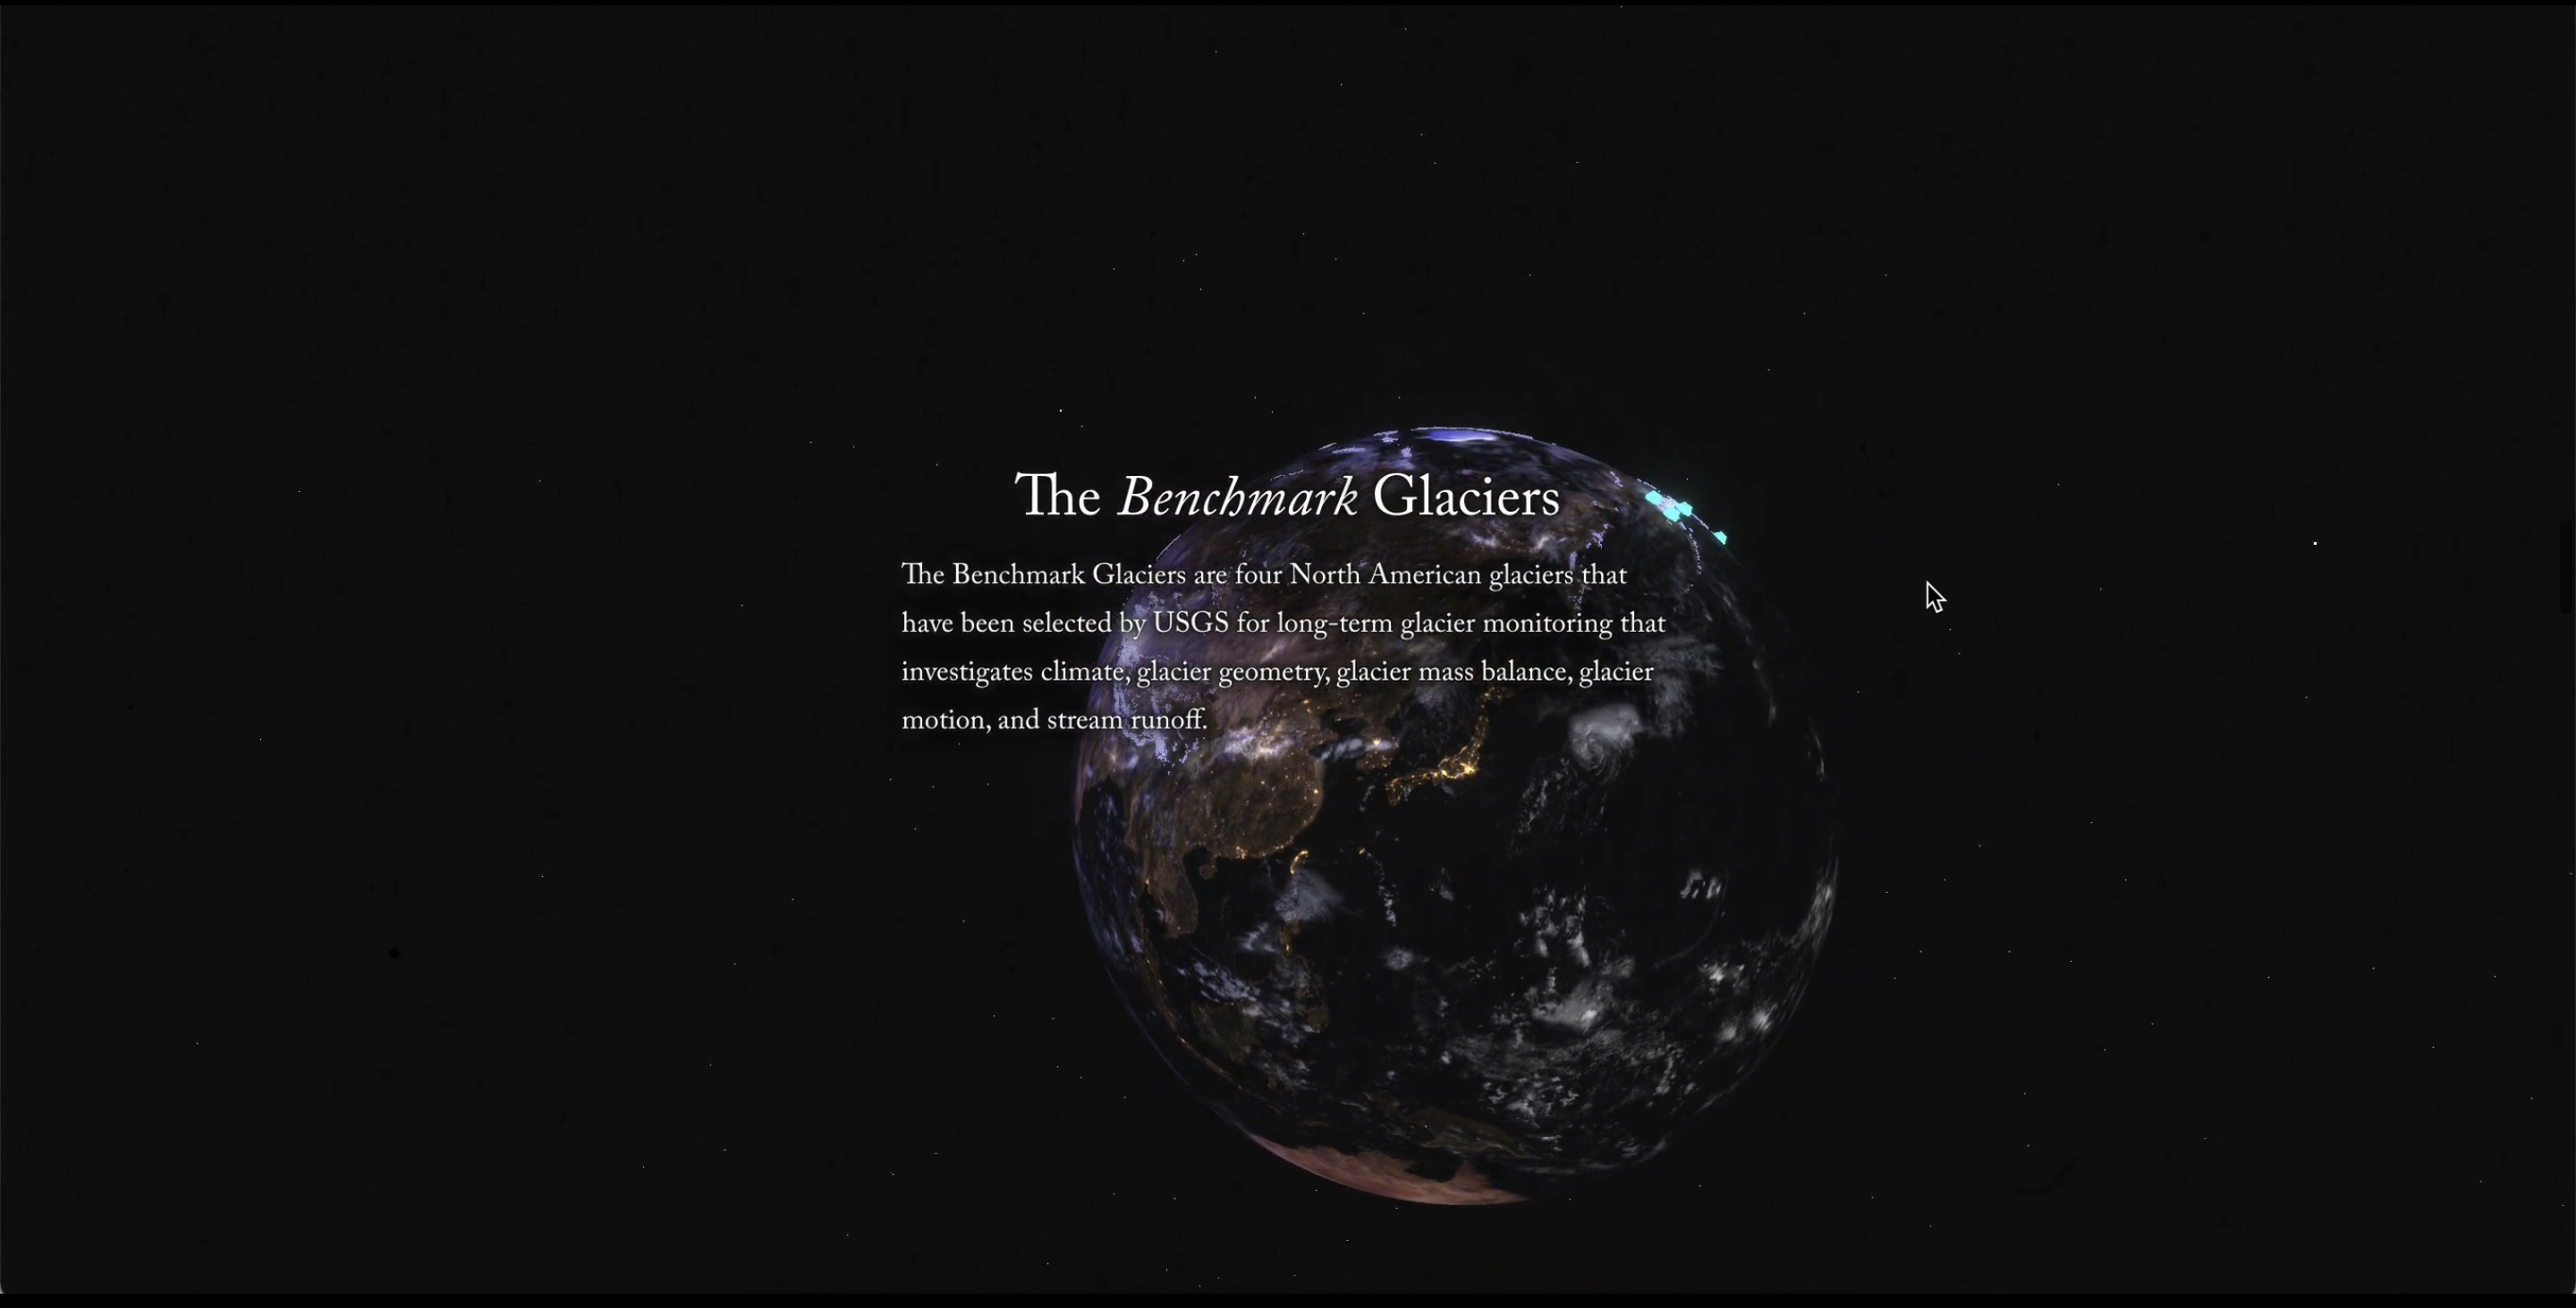 The Benchmark Glaciers
The Benchmark Glaciers are four North American glaciers that
have been selected by USGS for long-term glacier monitoring that
investigates climate, glacier geometry, glacier mass balance, glacier
motion, and stream runoff.